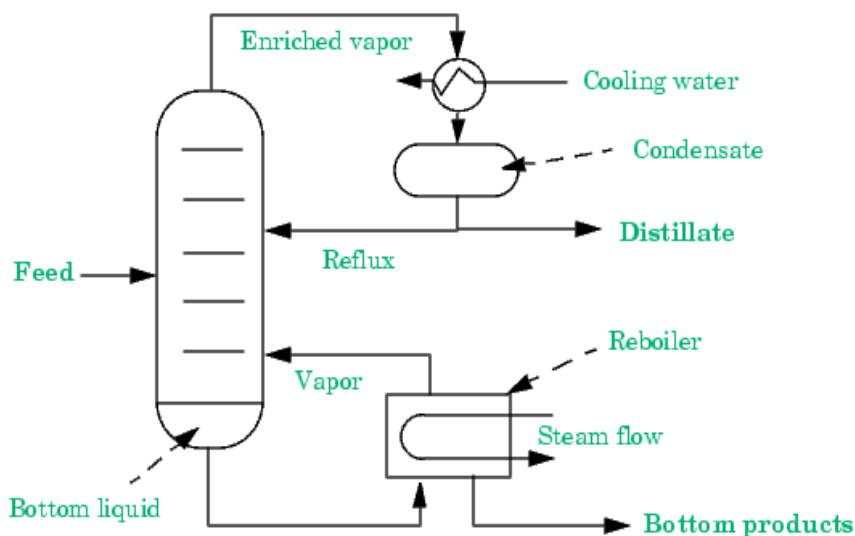 Enriched vapor
Cooling water
Condensate
Distillate
Reflux
Feed
Reboiler
Vapor
Steam flow
Bottom liquid
Bottom products